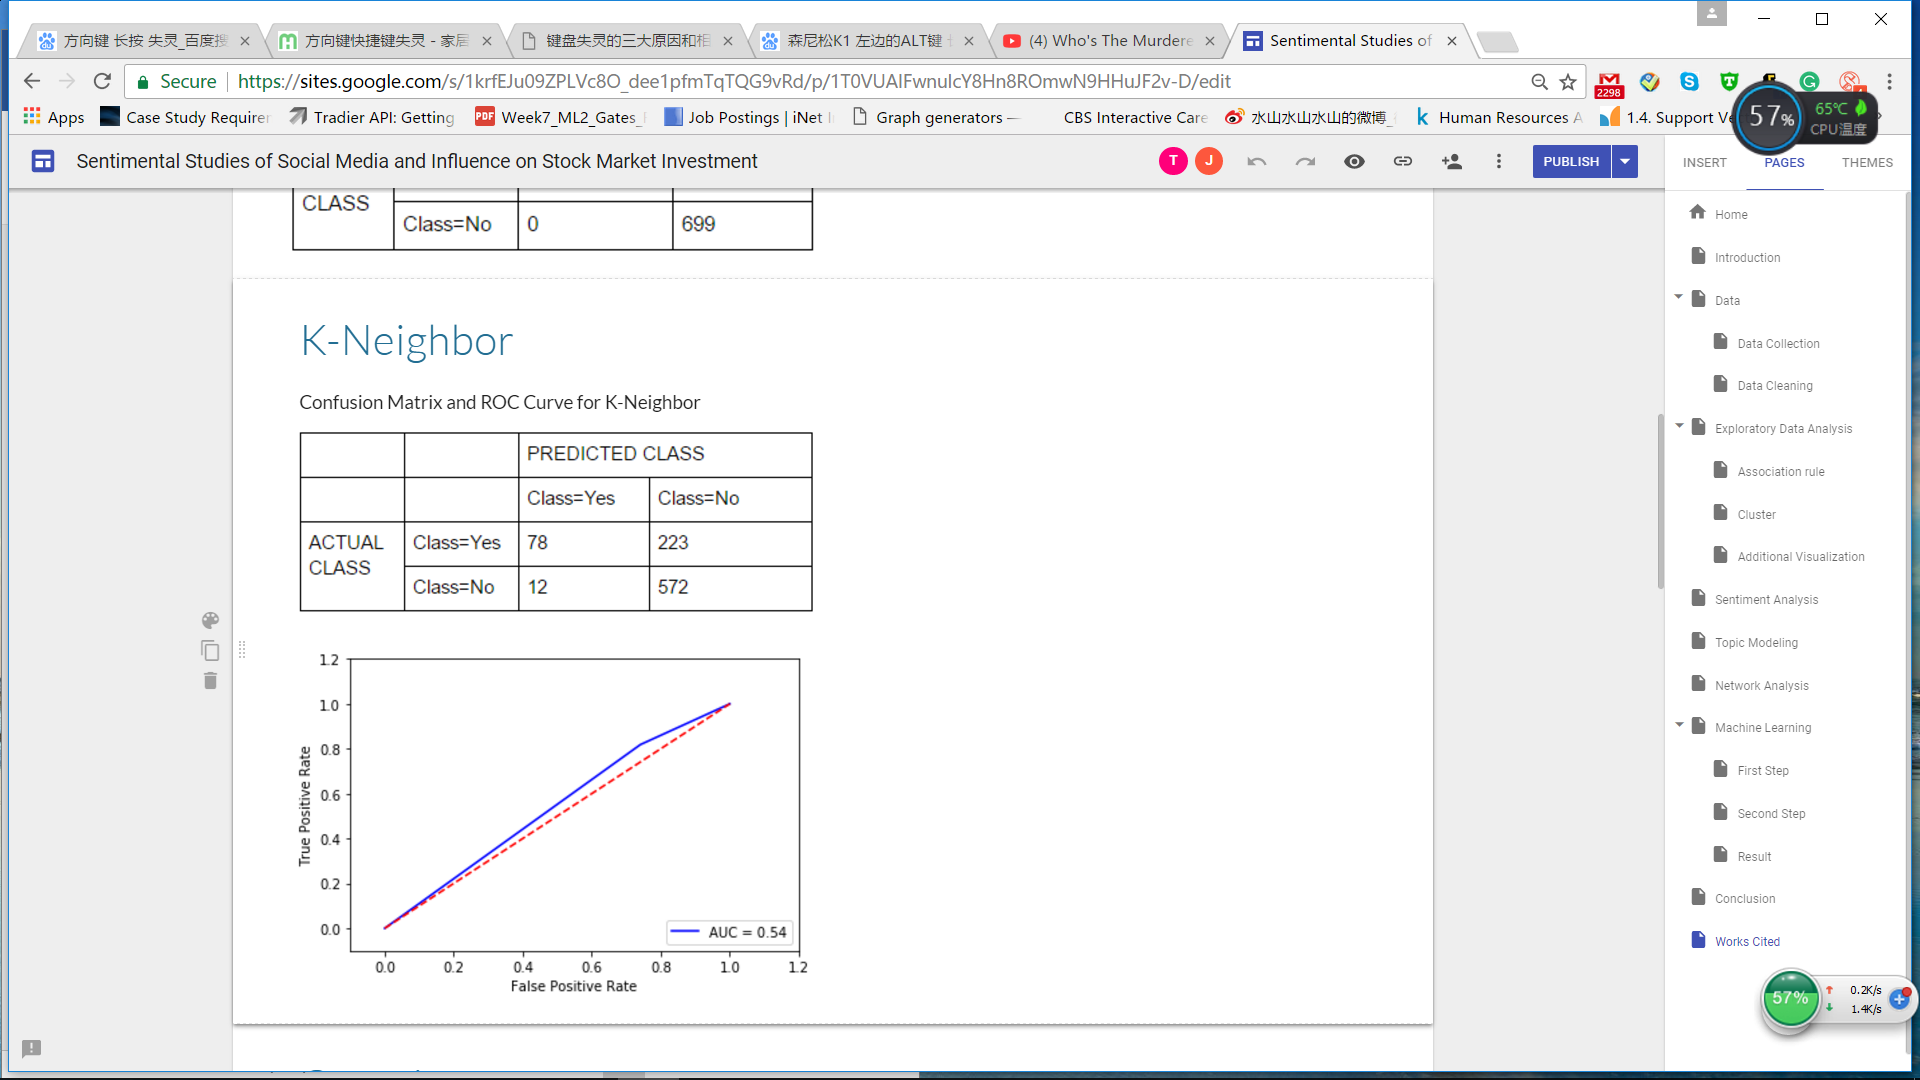 方向键 长按 失灵_百度搜
方向键快捷键失灵 - 家居
键盘失灵的三大原因和相
森尼松K1 左边的ALT键
(4) Who's The Murdere
Sentimental Studies of
Secure
https://sites.google.com/s/1krfEJu09ZPLVc8O_dee1pfmTqTQG9vRd/p/1T0VUAlFwnulcY8Hn8ROmwN9HHuJF2v-D/edit
2298
Apps
Case Study Requirer
Tradier API: Getting
PDF
Week7_ML2_Gates_
Job Postings | iNet I
Graph generators —
CBS Interactive Care
水山水山水山的微博_
Human Resources A
1.4. Support Ve
57%
65℃
CPU温度
Sentimental Studies of Social Media and Influence on Stock Market Investment
T
J
PUBLISH
INSERT
PAGES
THEMES
CLASS
Class=No
0
699
K-Neighbor
Confusion Matrix and ROC Curve for K-Neighbor
PREDICTED CLASS
Class=Yes
Class=No
ACTUAL
CLASS
Class=Yes
78
223
Class=No
12
572
1.2
1.0
0.8
0.6
0.4
0.2
0.0
True Positive Rate
AUC = 0.54
0.0
0.2
0.4
0.6
0.8
1.0
1.2
False Positive Rate
Home
Introduction
Data
Data Collection
Data Cleaning
Exploratory Data Analysis
Association rule
Cluster
Additional Visualization
Sentiment Analysis
Topic Modeling
Network Analysis
Machine Learning
First Step
Second Step
Result
Conclusion
Works Cited
57%
0.2K/s
1.4K/s